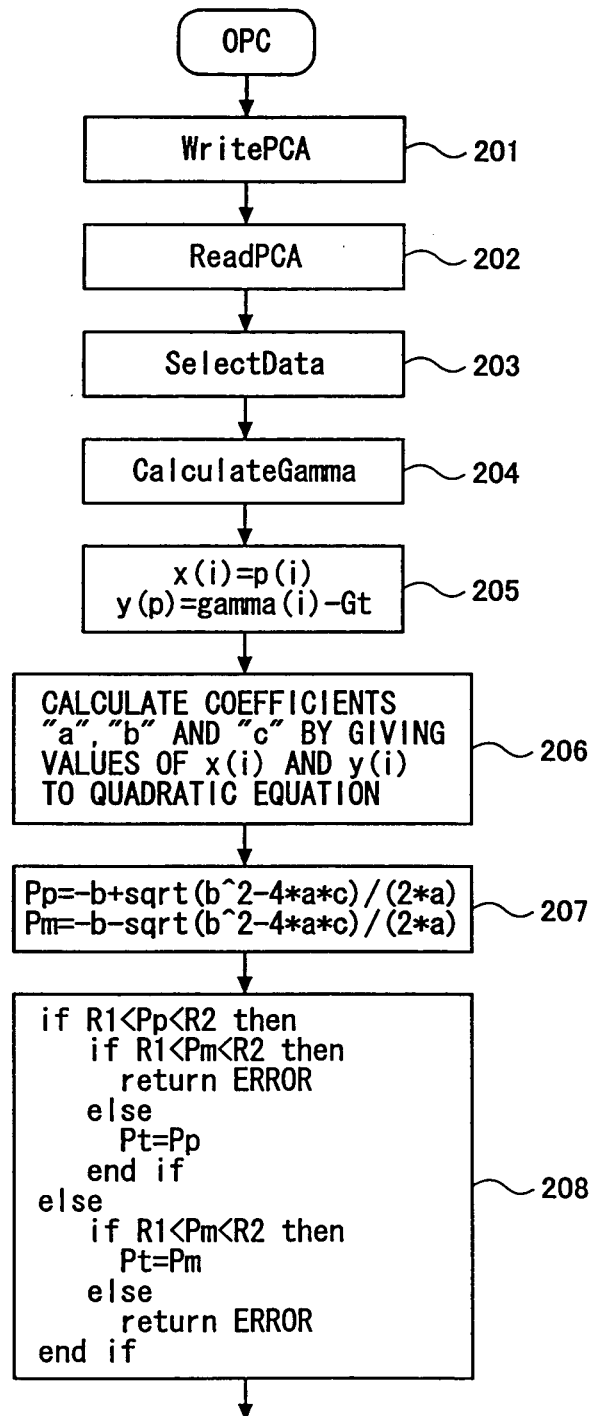 OPC
WritePCA
201
ReadPCA
202
SelectData
203
CalculateGamma
204
x(i)=p(i)
y(p)=gamma(i)-Gt
205
CALCULATE COEFFICIENTS
"a","b" AND "c" BY GIVING
VALUES OF x(i) AND y(i)
TO QUADRATIC EQUATION
206
Pp=-b+sqrt(b^2-4*a*c)/(2*a)
Pm=-b-sqrt(b^2-4*a*c)/(2*a)
207
if R1<Pp<R2 then
if R1<Pm<R2 then
return ERROR
else
Pt=Pp
end if
else
if R1<Pm<R2 then
Pt=Pm
else
return ERROR
end if
208